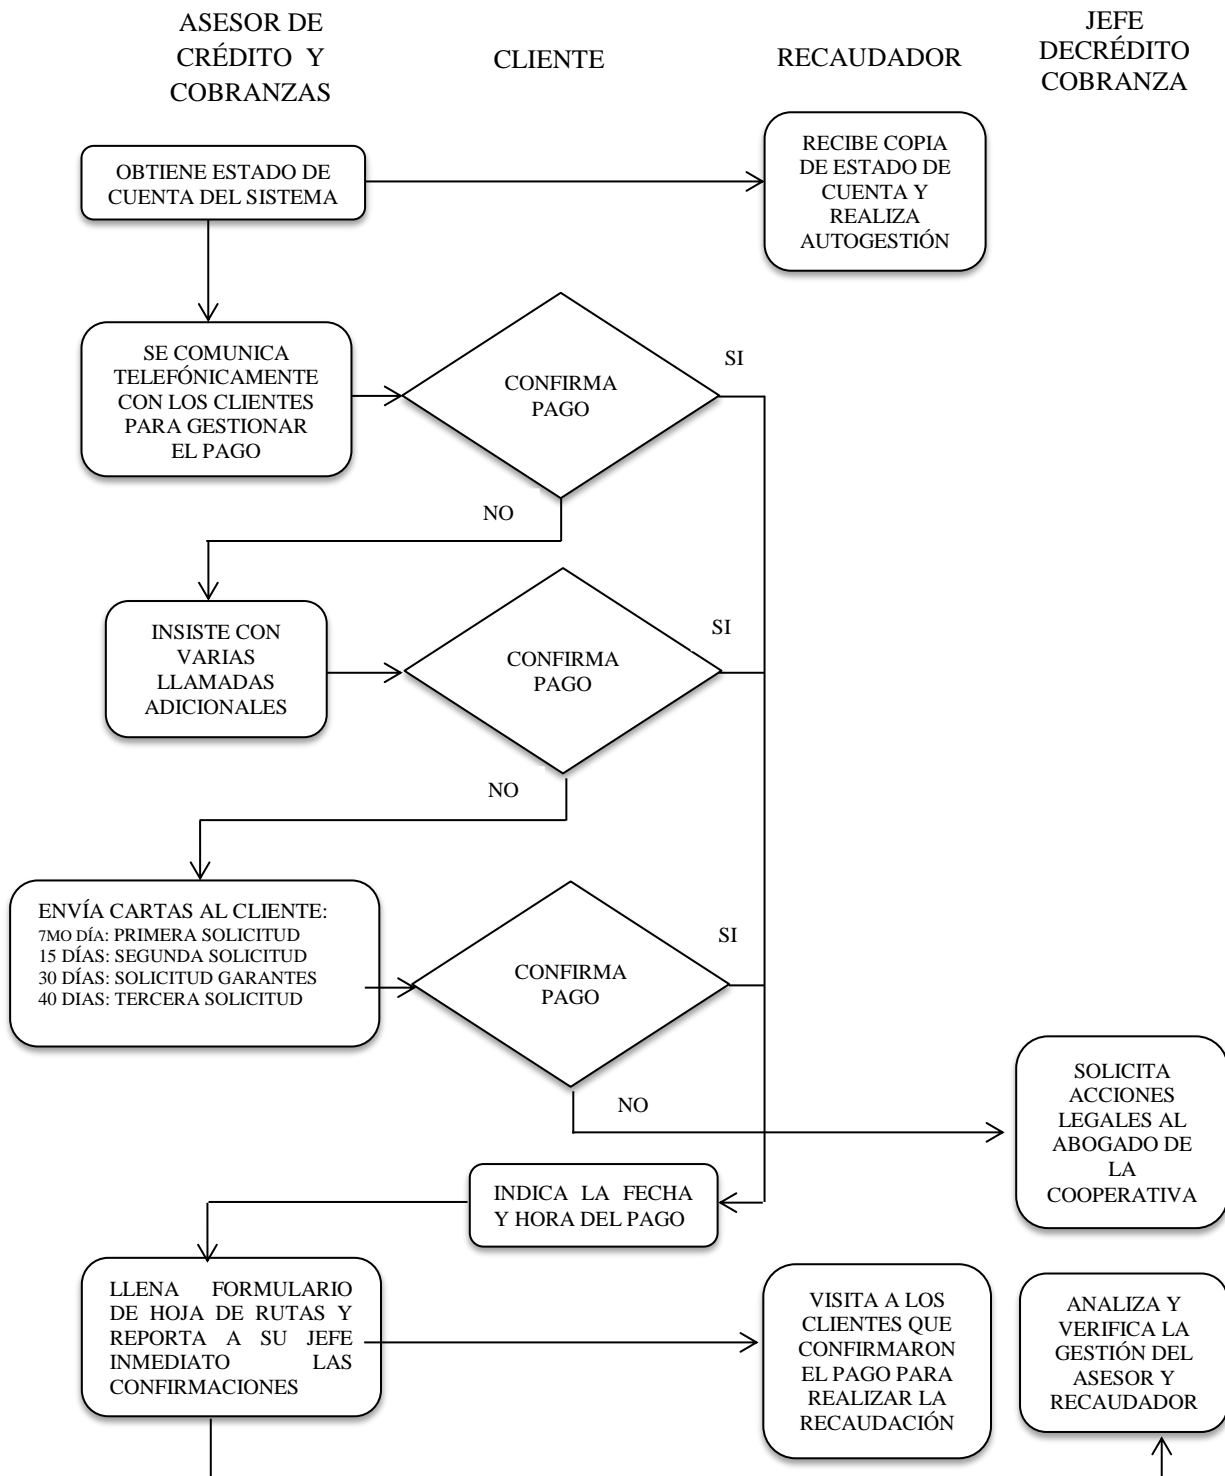 ASESOR DE
CRÉDITO Y
COBRANZAS
CLIENTE
RECAUDADOR
JEFE
DECRÉDITO
COBRANZA
OBTIENE ESTADO DE
CUENTA DEL SISTEMA
RECIBE COPIA
DE ESTADO DE
CUENTA Y
REALIZA
AUTOGESTIÓN
SE COMUNICA
TELEFÓNICAMENTE
CON LOS CLIENTES
PARA GESTIONAR
EL PAGO
CONFIRMA
PAGO
SI
NO
INSISTE CON
VARIAS
LLAMADAS
ADICIONALES
CONFIRMA
PAGO
SI
NO
ENVÍA CARTAS AL CLIENTE:
7MO DÍA: PRIMERA SOLICITUD
15 DÍAS: SEGUNDA SOLICITUD
30 DÍAS: SOLICITUD GARANTES
40 DIAS: TERCERA SOLICITUD
CONFIRMA
PAGO
SI
NO
SOLICITA
ACCIONES
LEGALES AL
ABOGADO DE
LA
COOPERATIVA
INDICA LA FECHA
Y HORA DEL PAGO
LLENA FORMULARIO
DE HOJA DE RUTAS Y
REPORTA A SU JEFE
INMEDIATO LAS
CONFIRMACIONES
VISITA A LOS
CLIENTES QUE
CONFIRMARON
EL PAGO PARA
REALIZAR LA
RECAUDACIÓN
ANALIZA Y
VERIFICA LA
GESTIÓN DEL
ASESOR Y
RECAUDADOR